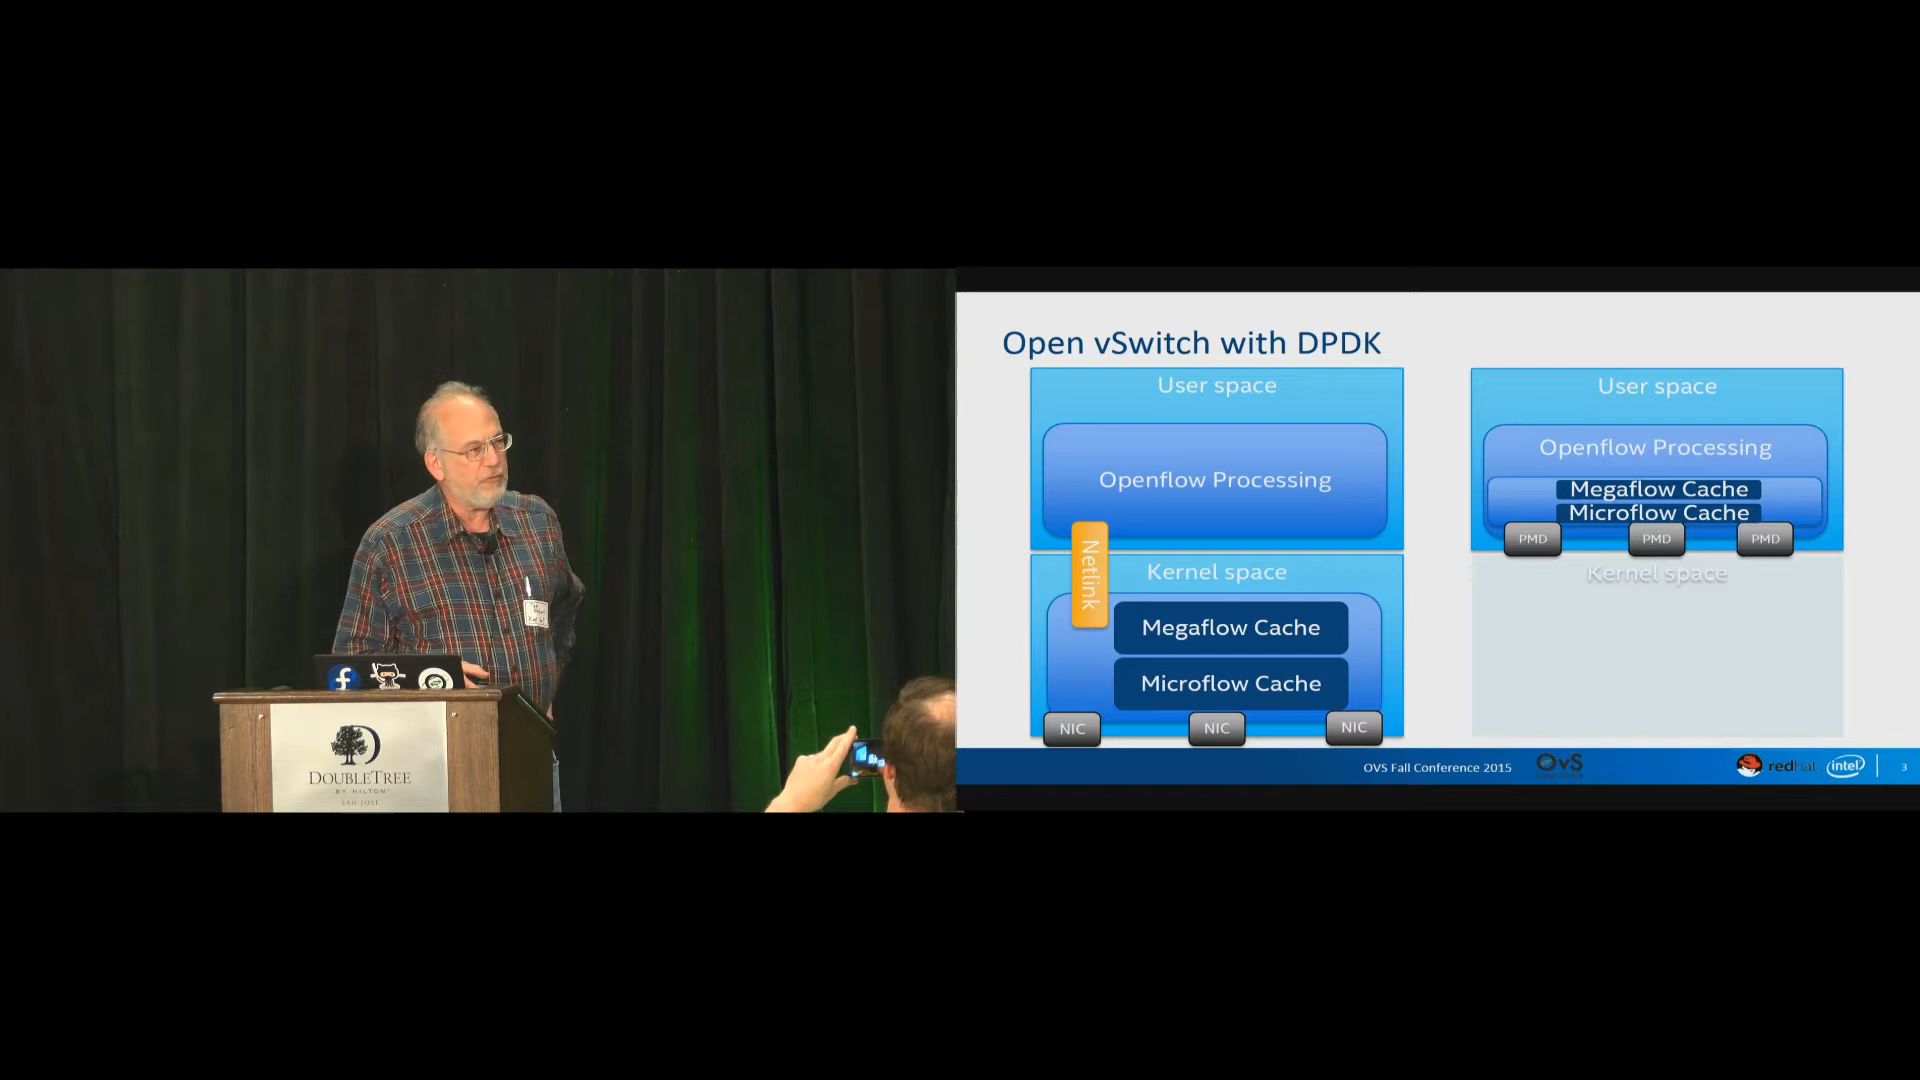 Open vSwitch with DPDK
User space
Openflow Processing
Netlink
Kernel space
Megaflow Cache
Microflow Cache
NIC
NIC
NIC
User space
Openflow Processing
Megaflow Cache
Microflow Cache
PMD
PMD
PMD
Kernel space
OVS Fall Conference 2015
OvS
redhat
intel
3
DOUBLETREE
BY HILTON
SAN JOSE